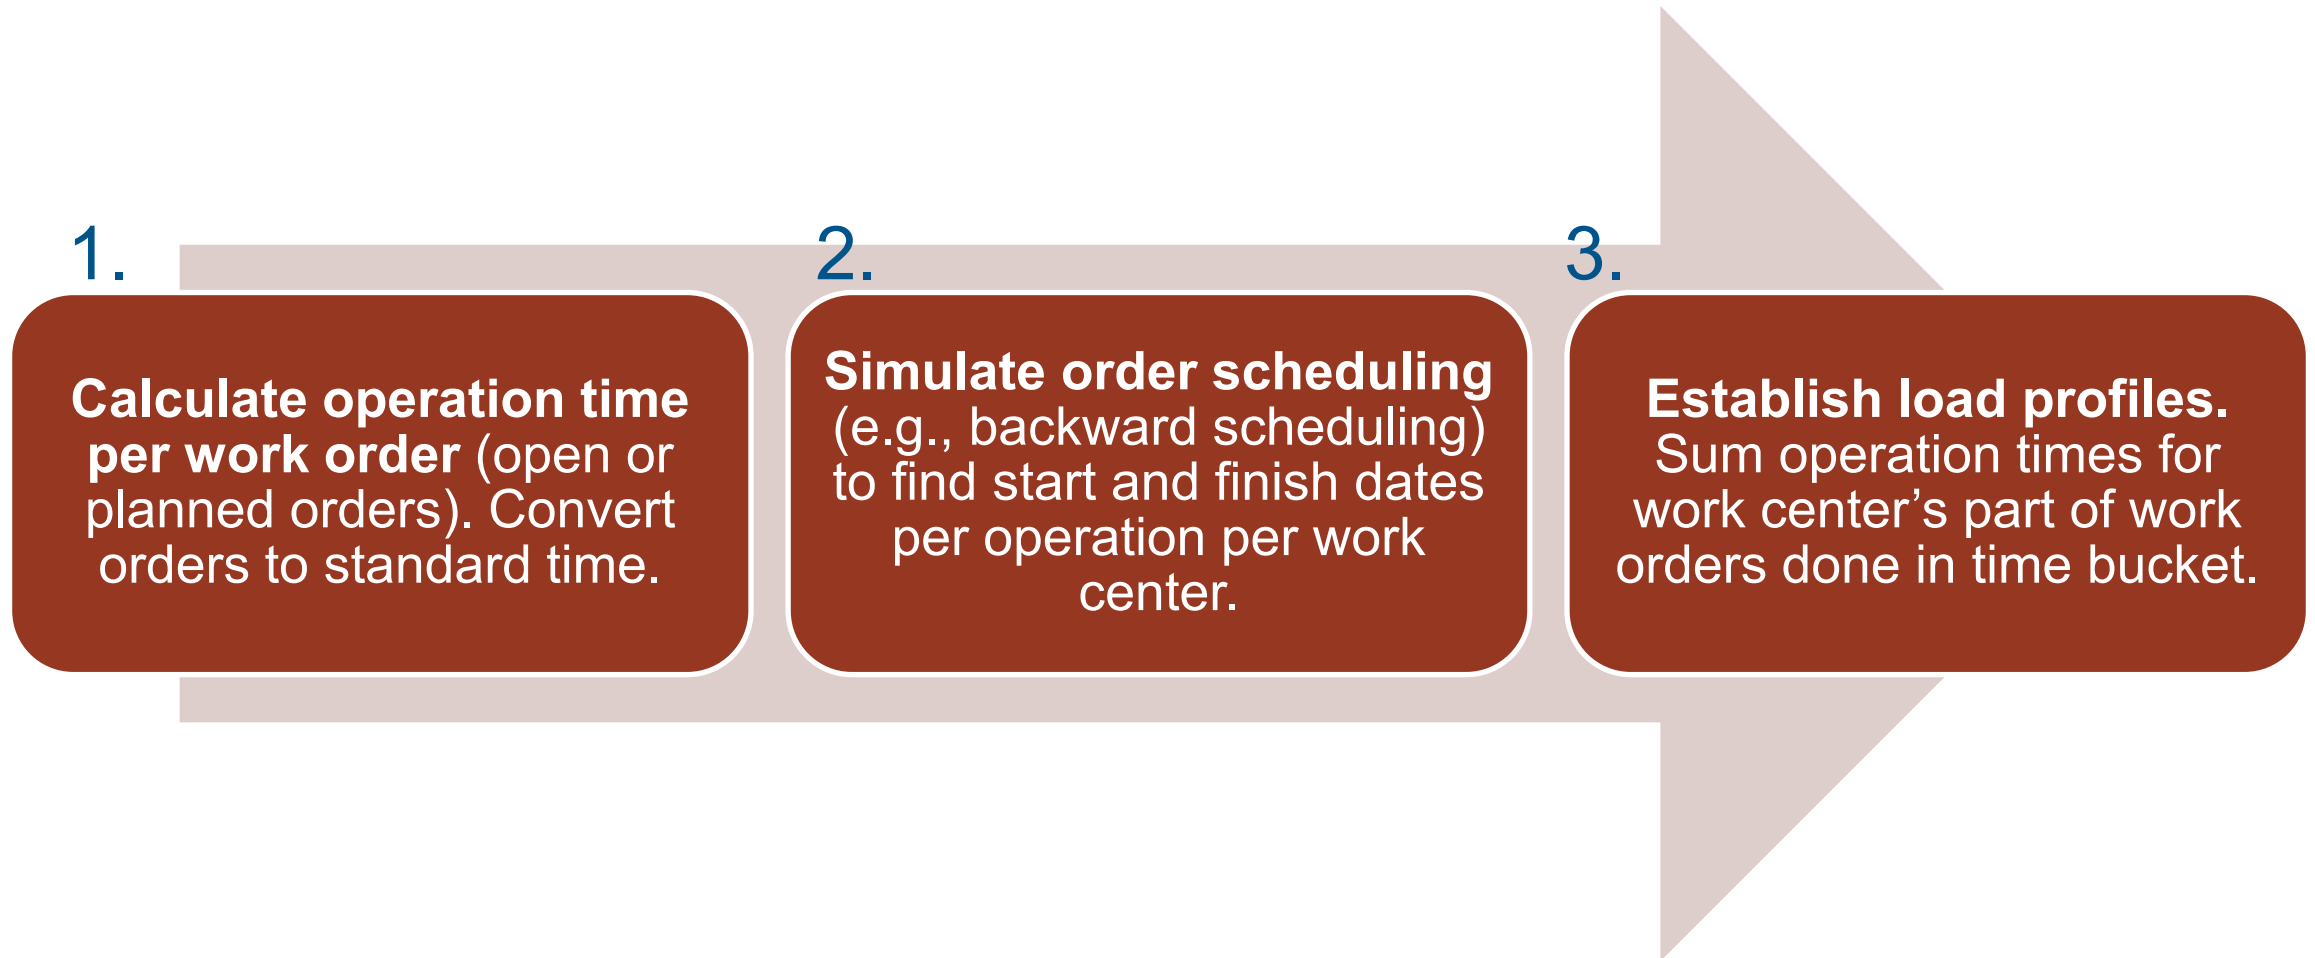 1.
Calculate operation time
per work order (open or
planned orders). Convert
orders to standard time.
2.
Simulate order scheduling
(e.g., backward scheduling)
to find start and finish dates
per operation per work
center.
3.
Establish load profiles.
Sum operation times for
work center’s part of work
orders done in time bucket.